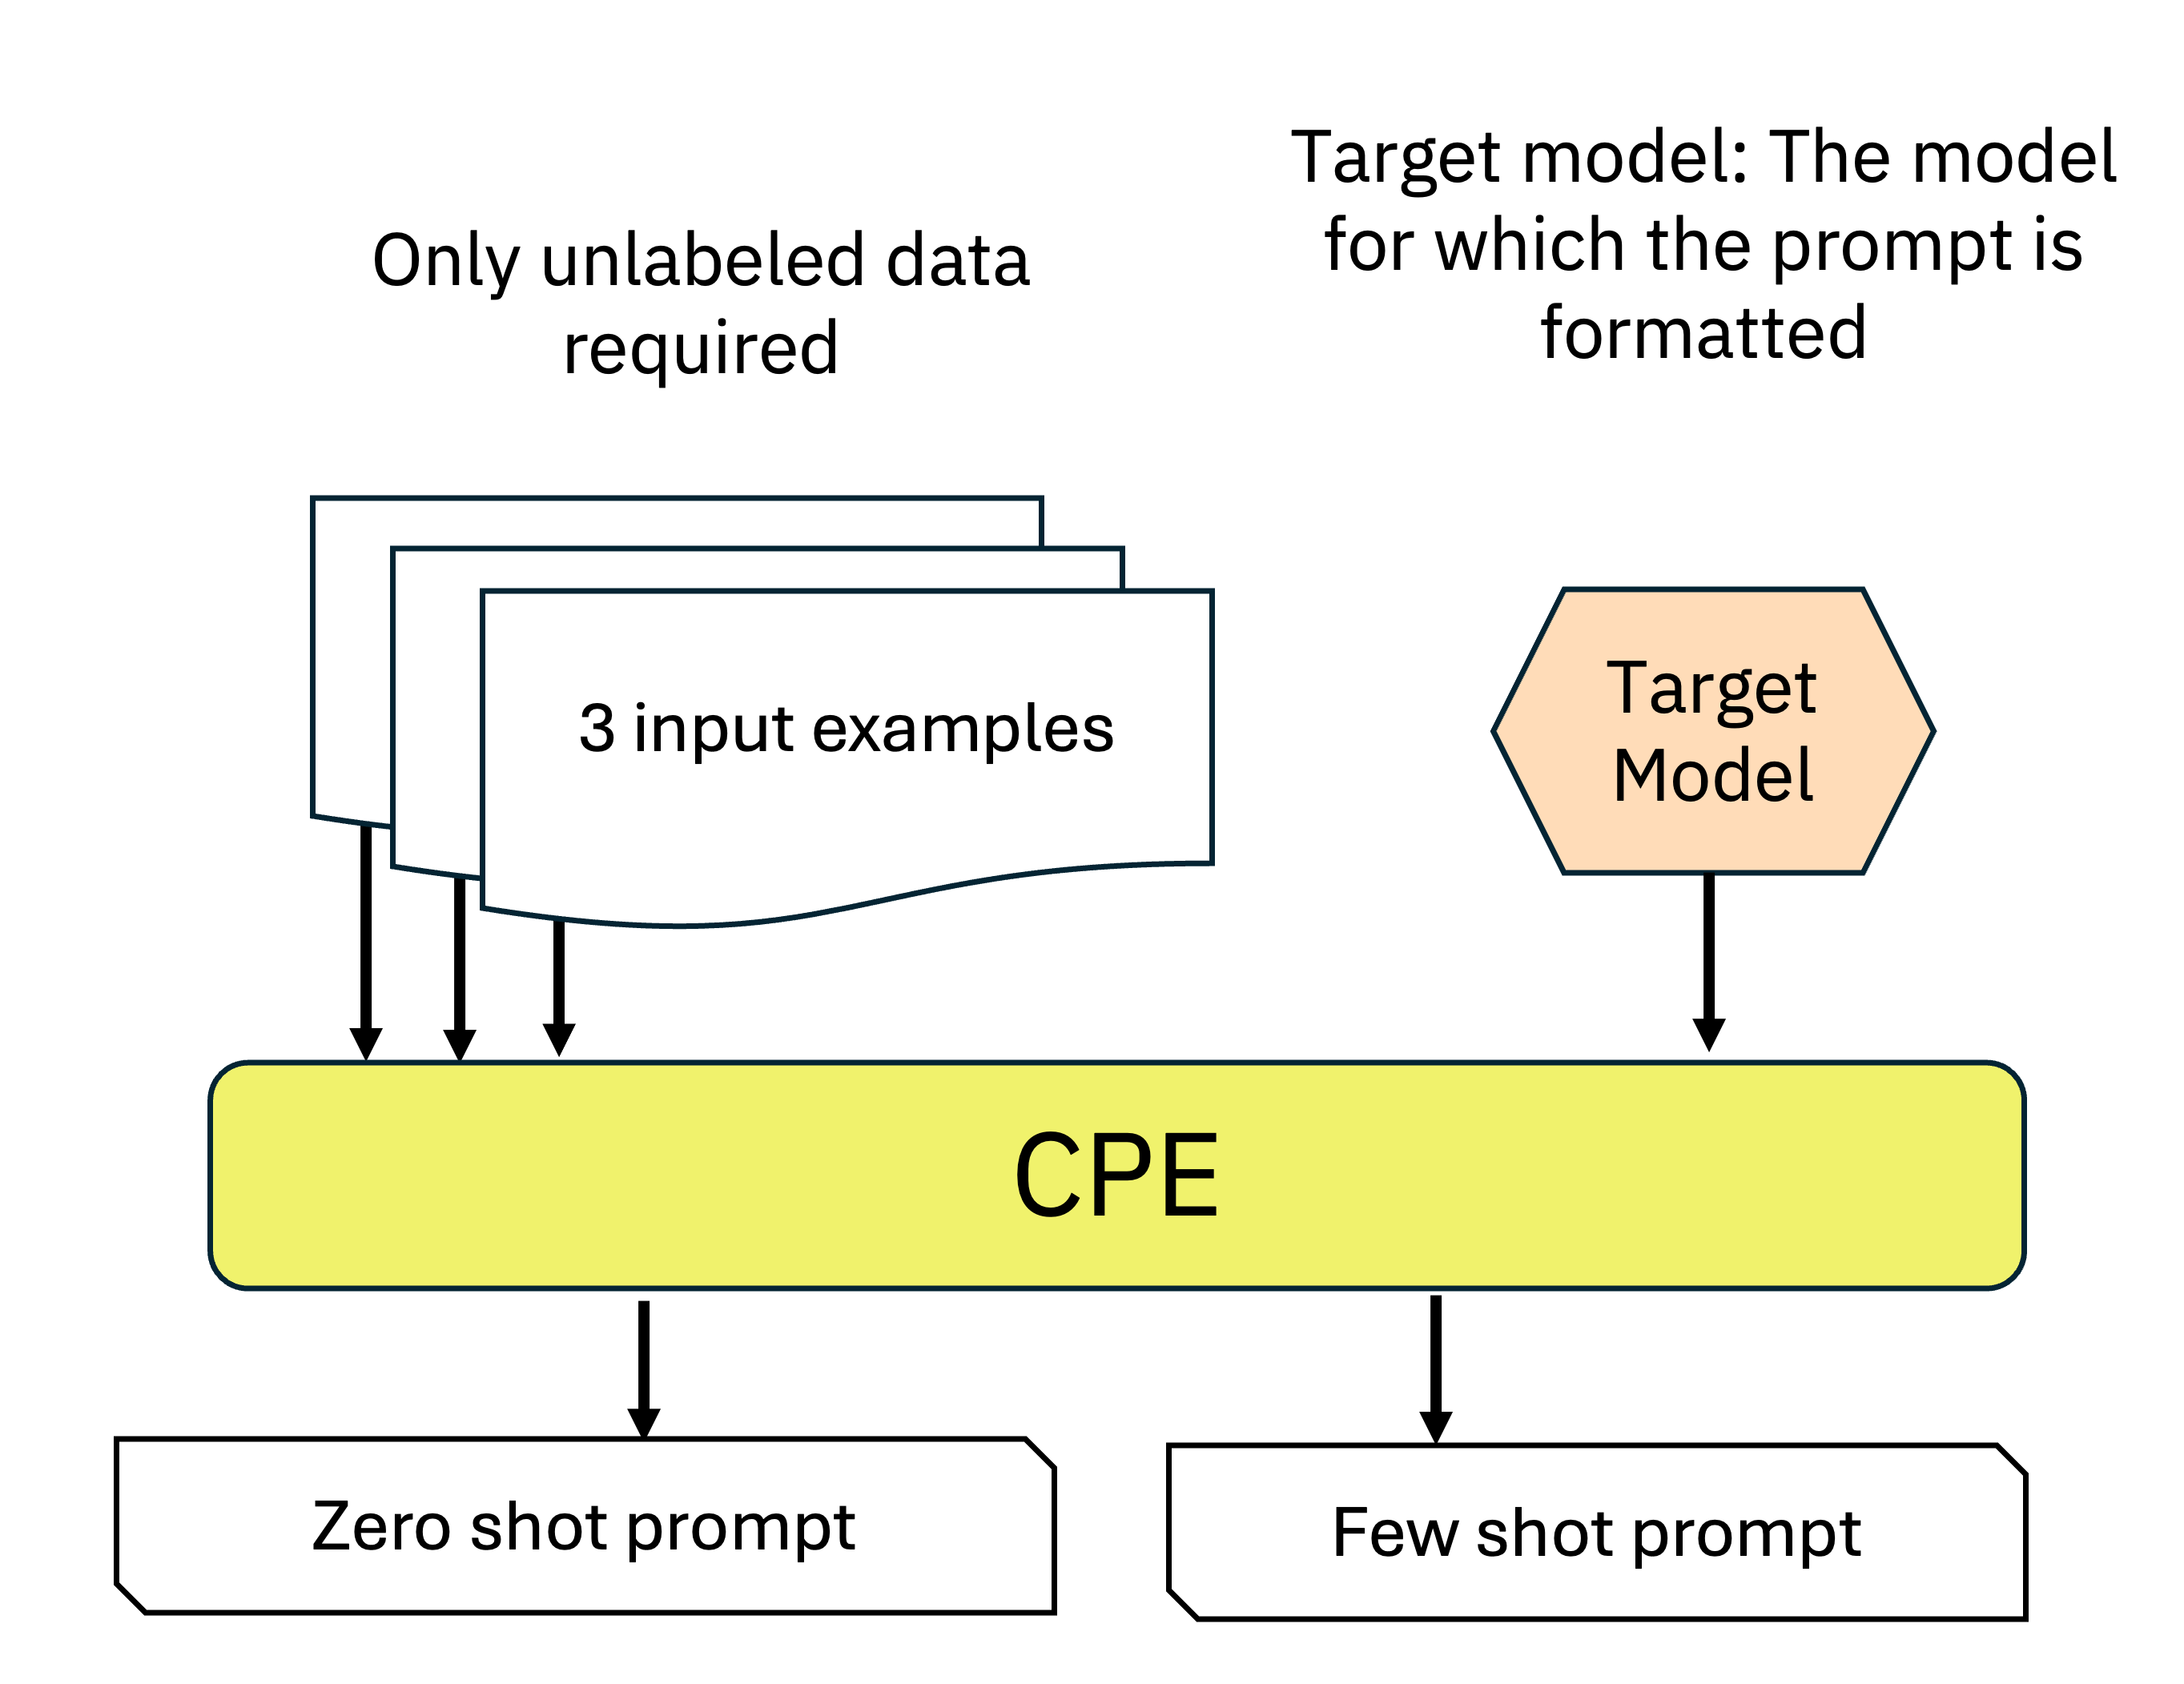 Only unlabeled data
required
Target model: The model
for which the prompt is
formatted
3 input examples
Target
Model
CPE
Zero shot prompt
Few shot prompt